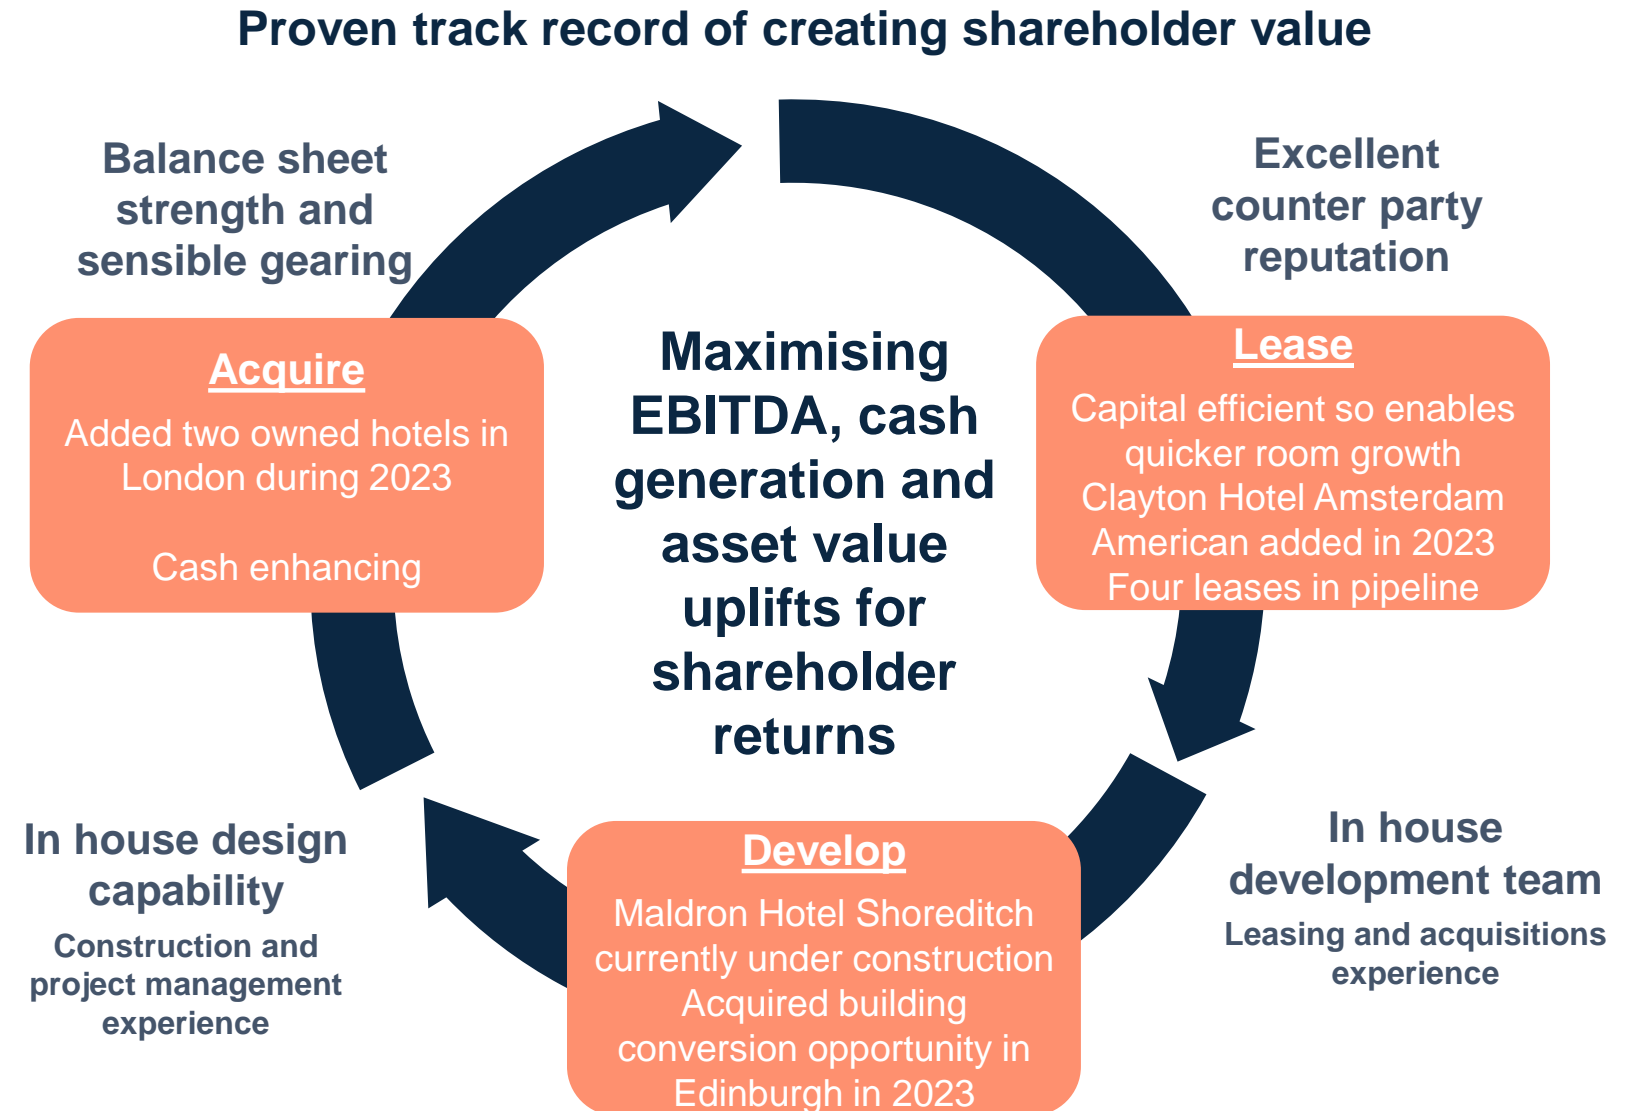 Proven track record of creating shareholder value
Balance sheet
strength and
sensible gearing
Excellent
counter party
reputation
Acquire
Added two owned hotels in
London during 2023
Cash enhancing
Maximising
EBITDA, cash
generation and
asset value
uplifts for
shareholder
returns
Lease
Capital efficient so enables
quicker room growth
Clayton Hotel Amsterdam
American added in 2023
Four leases in pipeline
In house design
capability
Construction and
project management
experience
Develop
Maldron Hotel Shoreditch
currently under construction
Acquired building
conversion opportunity in
Edinburgh in 2023
In house
development team
Leasing and acquisitions
experience